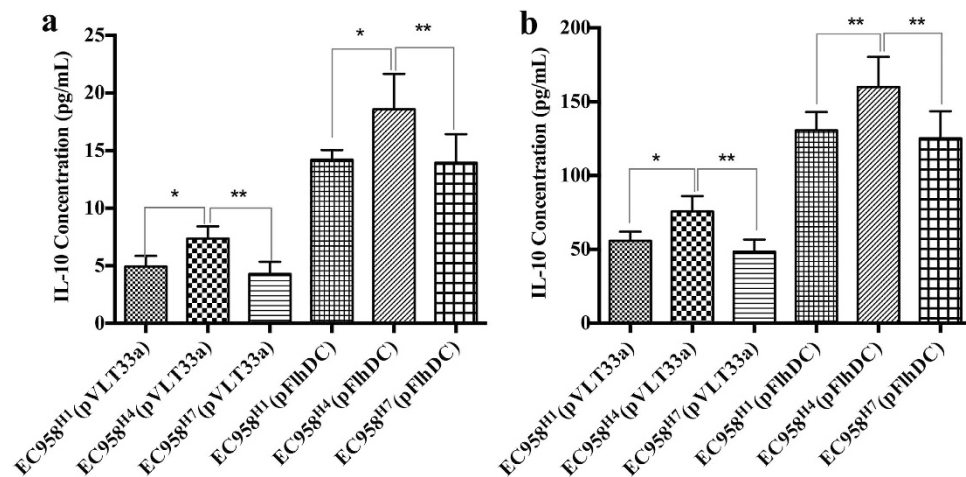 a
IL-10 Concentration (pg/mL)
25
20
15
10
5
0
*
**
*
**
EC958H1(pVLT33a)
EC958H4(pVLT33a)
EC958H7(pVLT33a)
EC958H1(pFlhDC)
EC958H4(pFlhDC)
EC958H7(pFlhDC)
b
IL-10 Concentration (pg/mL)
200
150
100
50
0
*
**
**
**
EC958H1(pVLT33a)
EC958H4(pVLT33a)
EC958H7(pVLT33a)
EC958H1(pFlhDC)
EC958H4(pFlhDC)
EC958H7(pFlhDC)